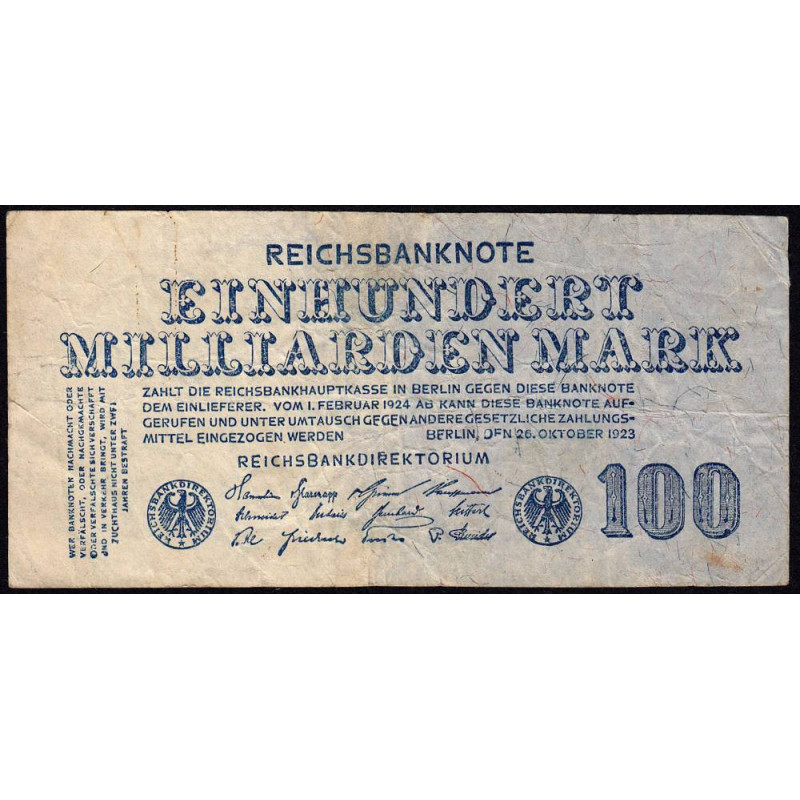 REICHSBANKNOTE
EINHUNDERT
MILLIARDEN MARK
ZAHLT DIE REICHSBANKHAUPTKASSE IN BERLIN GEGEN DIESE BANKNOTE
DEM EINLIEFERER. VOM 1. FEBRUAR 1924 AB KANN DIESE BANKNOTE AUF-
GERUFEN UND UNTER UMTAUSCH GEGEN ANDERE GESETZLICHE ZAHLUNGS-
MITTEL EINGEZOGEN WERDEN BERLIN, DEN 26. OKTOBER 1923
REICHSBANKDIREKTORIUM
REICHSBANKDIREKTORIUM
REICHSBANKDIREKTORIUM
100
Kauffmann
Schneider
P. Schneider
WER BANKNOTEN NACHMACHT ODER
VERFÄLSCHT, ODER NACHGEMACHTE
ODER VERFÄLSCHTE SICH VERSCHAFFT
UND IN VERKEHR BRINGT, WIRD MIT
ZUCHTHAUS NICHT UNTER ZWEI
JAHREN BESTRAFT